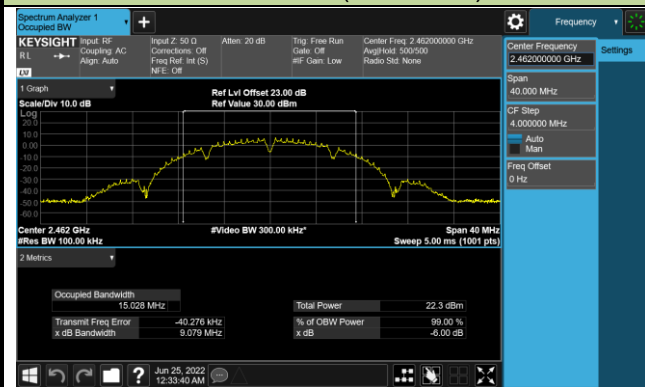 Spectrum Analyzer 1
Occupied BW
Frequency
KEYSIGHT
R L
LXI
Input: RF
Coupling: AC
Align: Auto
Input Z: 50 Ω
Corrections: Off
Freq Ref: Int (S)
NFE: Off
Atten: 20 dB
Trig: Free Run
Gate: Off
#IF Gain: Low
Center Freq: 2.462000000 GHz
Avg|Hold: 500/500
Radio Std: None
Center Frequency
2.462000000 GHz
Settings
Span
40.000 MHz
CF Step
4.000000 MHz
Auto
Man
Freq Offset
0 Hz
1 Graph
Scale/Div 10.0 dB
Ref Lvl Offset 23.00 dB
Ref Value 30.00 dBm
Log
20.0
10.0
0.00
-10.0
-20.0
-30.0
-40.0
-50.0
-60.0
Center 2.462 GHz
#Res BW 100.00 kHz
#Video BW 300.00 kHz*
Span 40 MHz
Sweep 5.00 ms (1001 pts)
2 Metrics
Occupied Bandwidth
15.028 MHz
Total Power 22.3 dBm
Transmit Freq Error -40.276 kHz
% of OBW Power 99.00 %
x dB Bandwidth 9.079 MHz
x dB -6.00 dB
Jun 25, 2022
12:33:40 AM